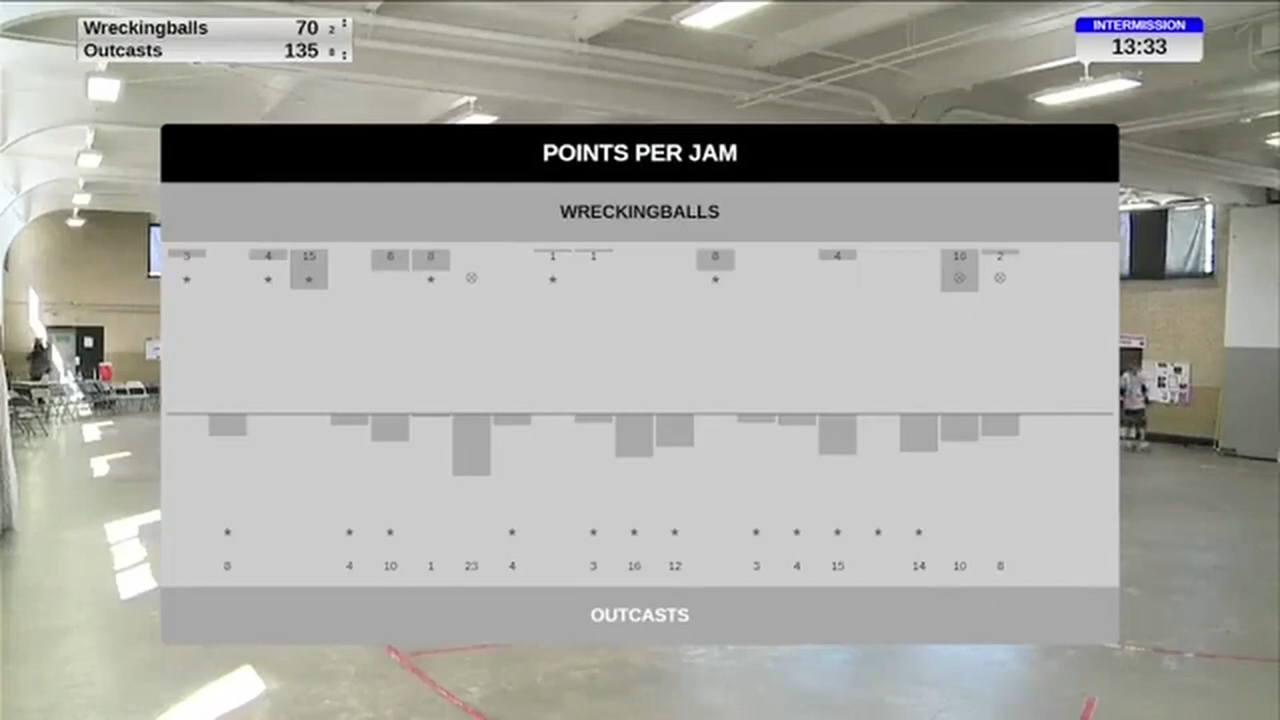 Wreckingballs 70 2
Outcasts 135 8
INTERMISSION
13:33
POINTS PER JAM
WRECKINGBALLS
3 4 15 8 8 1 1 8 4 16 2
8 4 10 1 23 4 3 16 12 3 4 15 14 10 8
OUTCASTS